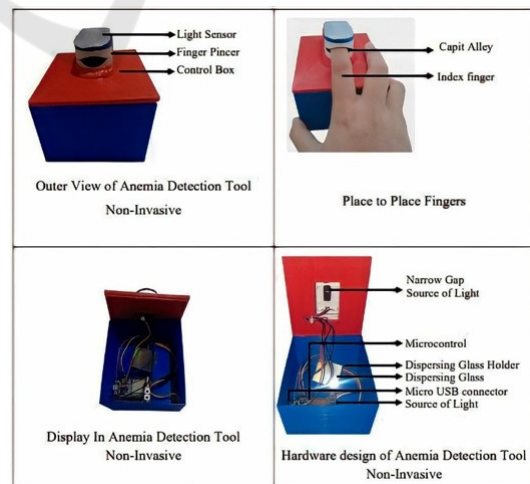 Light Sensor
Finger Pincer
Control Box
Outer View of Anemia Detection Tool
Non-Invasive
Capit Alley
Index finger
Place to Place Fingers
Display In Anemia Detection Tool
Non-Invasive
Narrow Gap
Source of Light
Microcontrol
Dispersing Glass Holder
Dispersing Glass
Micro USB connector
Source of Light
Hardware design of Anemia Detection Tool
Non-Invasive